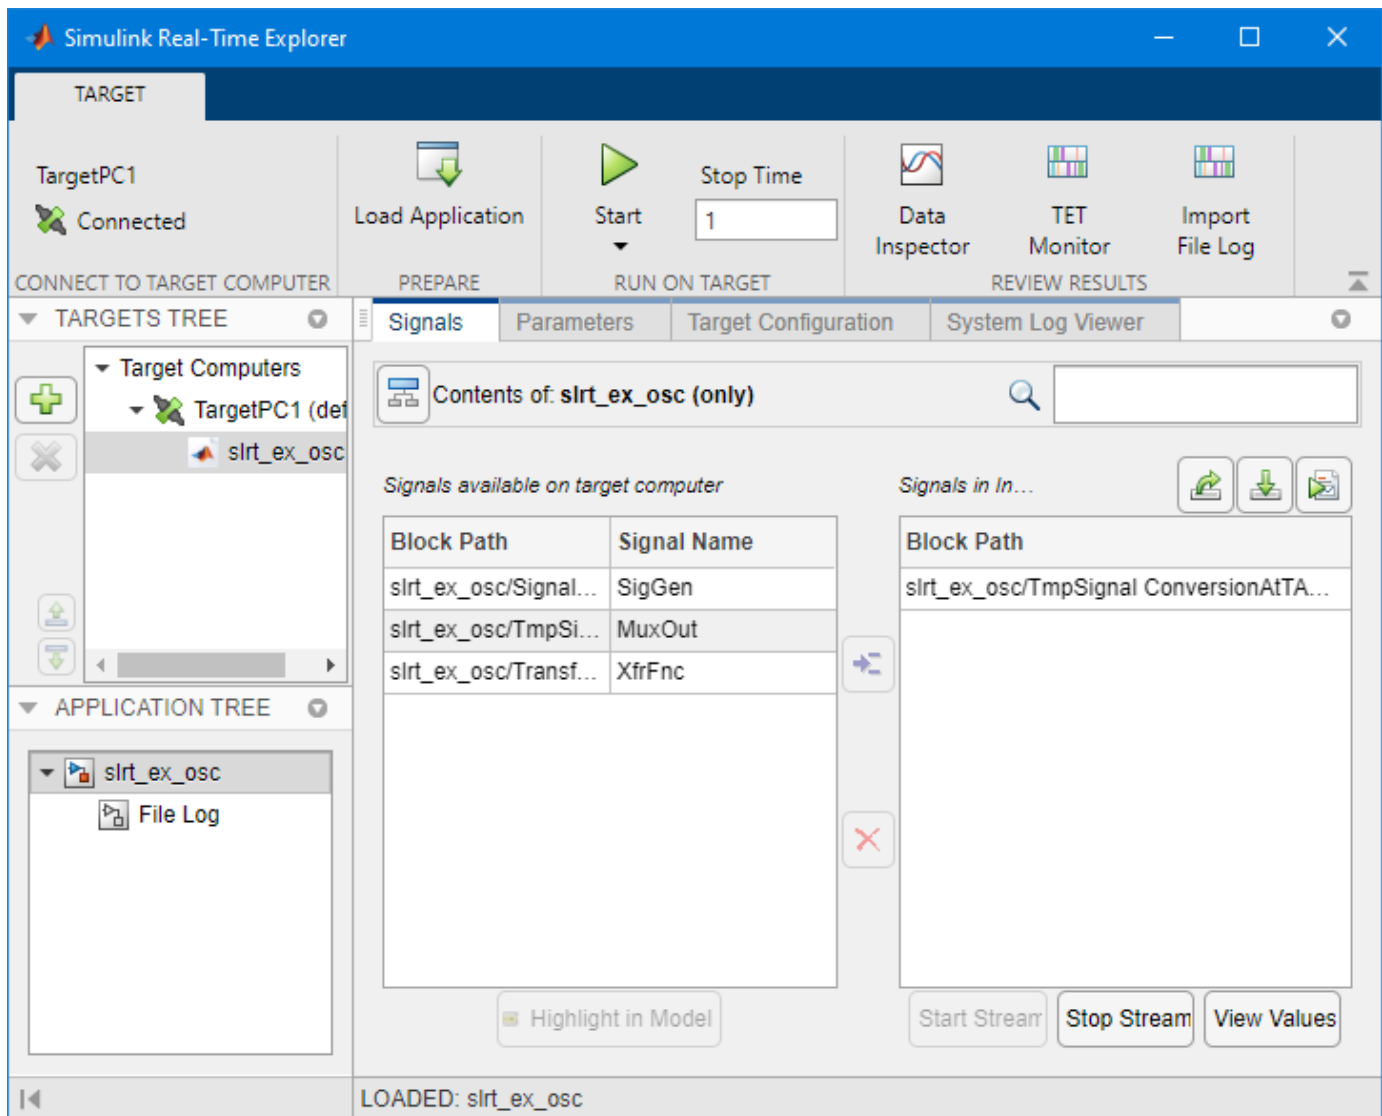 Simulink Real-Time Explorer
TARGET
TargetPC1
Connected
CONNECT TO TARGET COMPUTER
Load Application
PREPARE
Start
Stop Time
1
RUN ON TARGET
Data
Inspector
TET
Monitor
Import
File Log
REVIEW RESULTS
TARGETS TREE
Target Computers
TargetPC1 (def
slrt_ex_osc
APPLICATION TREE
slrt_ex_osc
File Log
Signals
Parameters
Target Configuration
System Log Viewer
Contents of: slrt_ex_osc (only)
Signals available on target computer
Block Path Signal Name
slrt_ex_osc/Signal... SigGen
slrt_ex_osc/TmpSi... MuxOut
slrt_ex_osc/Transf... XfrFnc
Highlight in Model
Signals in In...
Block Path
slrt_ex_osc/TmpSignal ConversionAtTA...
Start Stream
Stop Stream
View Values
LOADED: slrt_ex_osc